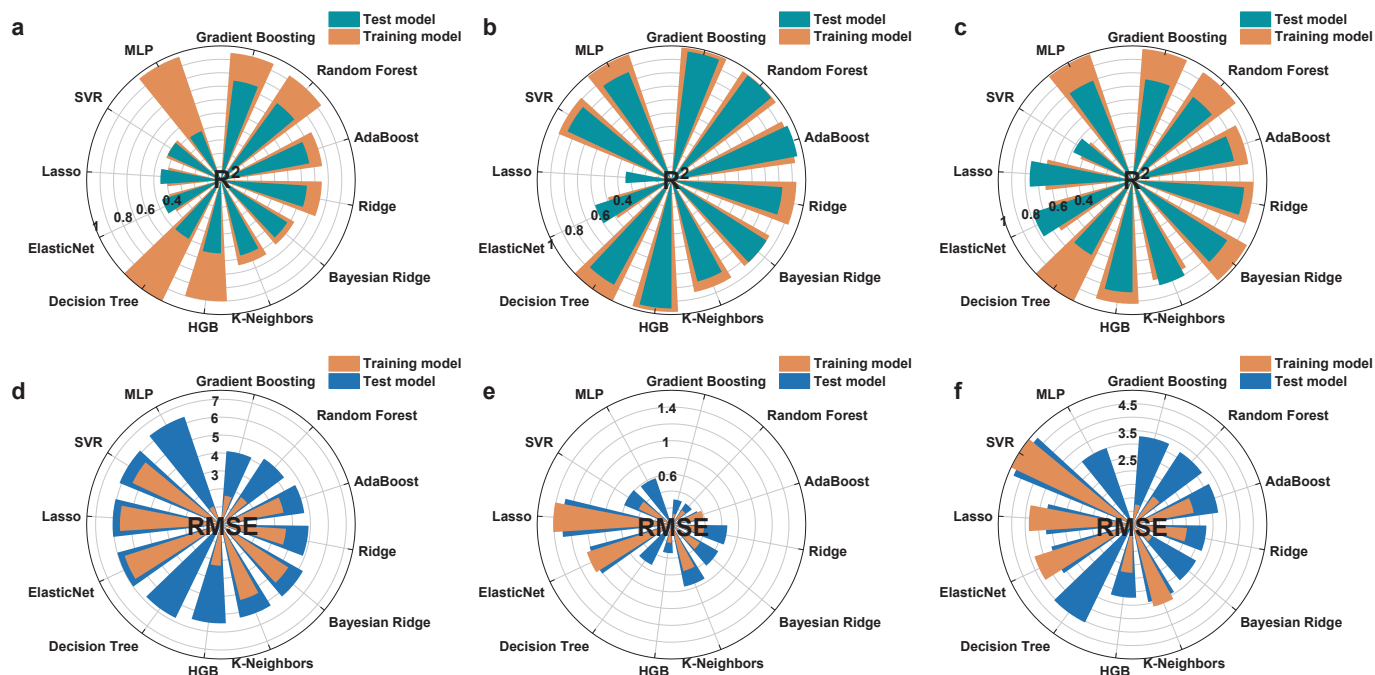 a
Test model
Training model
Gradient Boosting
Random Forest
AdaBoost
Ridge
Bayesian Ridge
K-Neighbors
HGB
Decision Tree
ElasticNet
Lasso
SVR
MLP
R²
0.4
0.6
0.8
1
b
Test model
Training model
Gradient Boosting
Random Forest
AdaBoost
Ridge
Bayesian Ridge
K-Neighbors
HGB
Decision Tree
ElasticNet
Lasso
SVR
MLP
R²
0.4
0.6
0.8
1
c
Test model
Training model
Gradient Boosting
Random Forest
AdaBoost
Ridge
Bayesian Ridge
K-Neighbors
HGB
Decision Tree
ElasticNet
Lasso
SVR
MLP
R²
0.4
0.6
0.8
1
d
Training model
Test model
Gradient Boosting
Random Forest
AdaBoost
Ridge
Bayesian Ridge
K-Neighbors
HGB
Decision Tree
ElasticNet
Lasso
SVR
MLP
7
6
5
4
3
RMSE
e
Training model
Test model
Gradient Boosting
Random Forest
AdaBoost
Ridge
Bayesian Ridge
K-Neighbors
HGB
Decision Tree
ElasticNet
Lasso
SVR
MLP
1.4
1
0.6
RMSE
f
Training model
Test model
Gradient Boosting
Random Forest
AdaBoost
Ridge
Bayesian Ridge
K-Neighbors
HGB
Decision Tree
ElasticNet
Lasso
SVR
MLP
4.5
3.5
2.5
RMSE